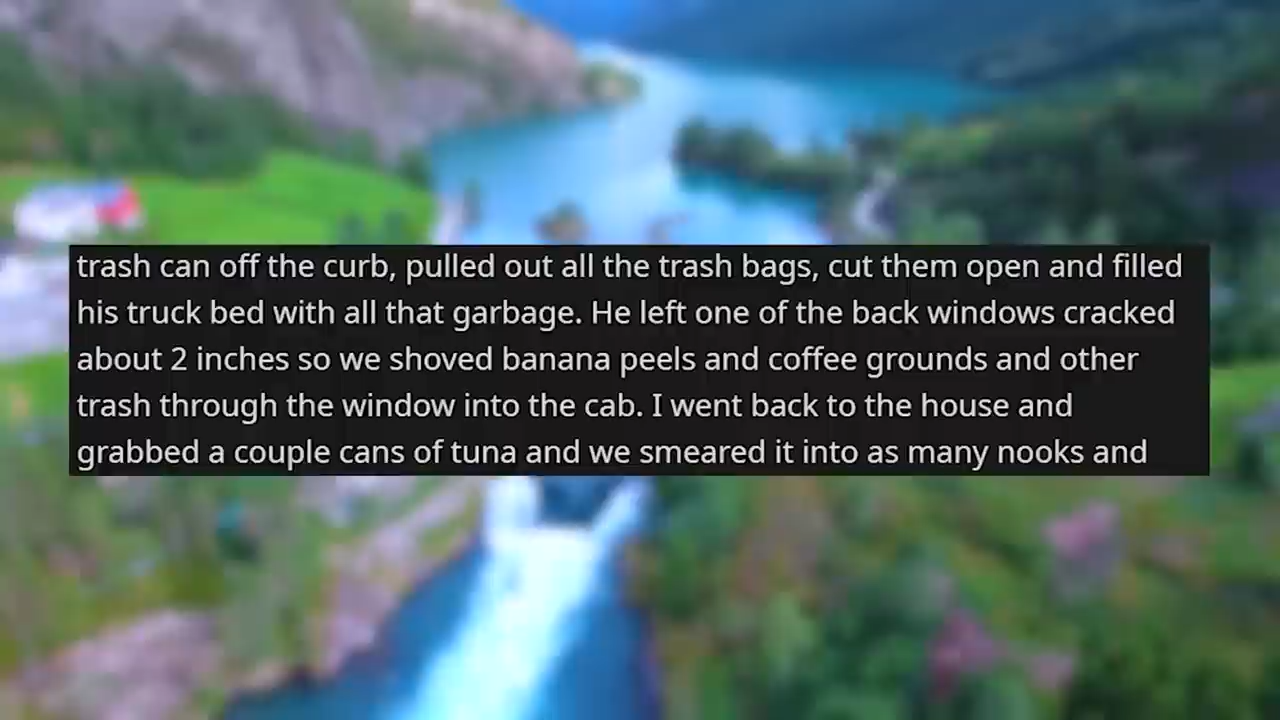 trash can off the curb, pulled out all the trash bags, cut them open and filled
his truck bed with all that garbage. He left one of the back windows cracked
about 2 inches so we shoved banana peels and coffee grounds and other
trash through the window into the cab. I went back to the house and
grabbed a couple cans of tuna and we smeared it into as many nooks and